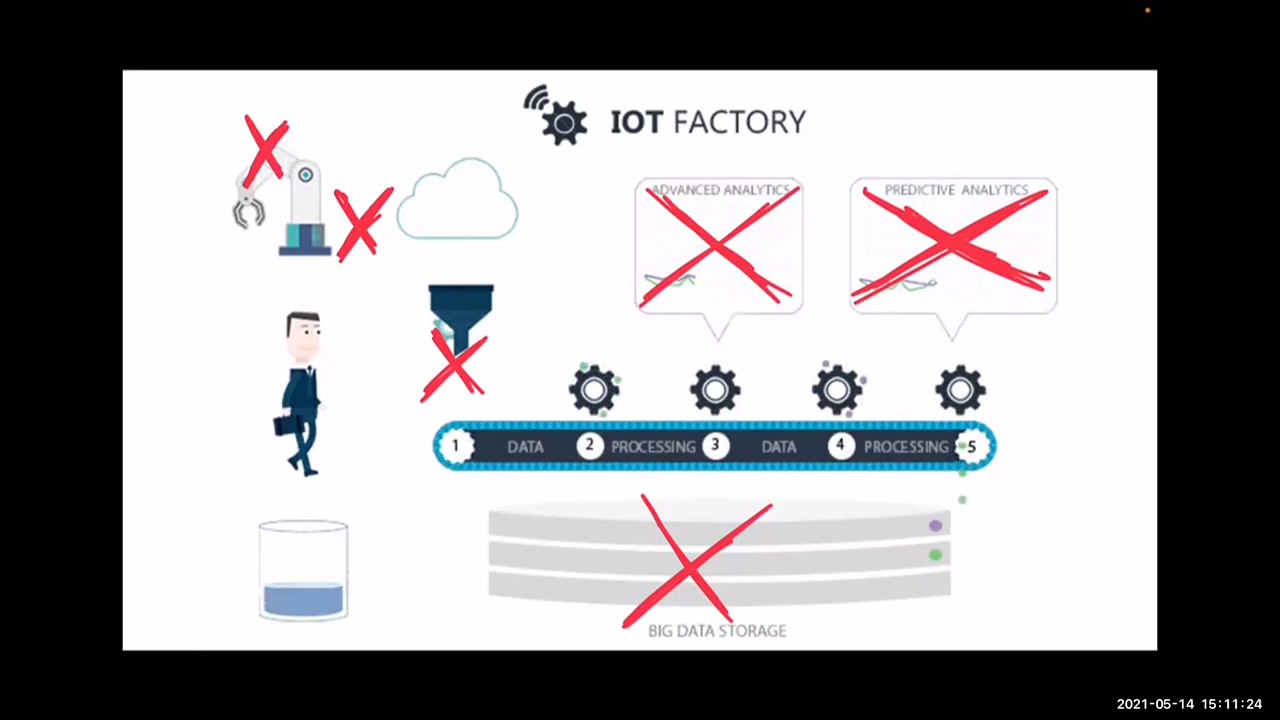 IOT FACTORY
ADVANCED ANALYTICS
PREDICTIVE ANALYTICS
1 DATA 2 PROCESSING 3 DATA 4 PROCESSING 5
BIG DATA STORAGE
2021-05-14 15:11:24